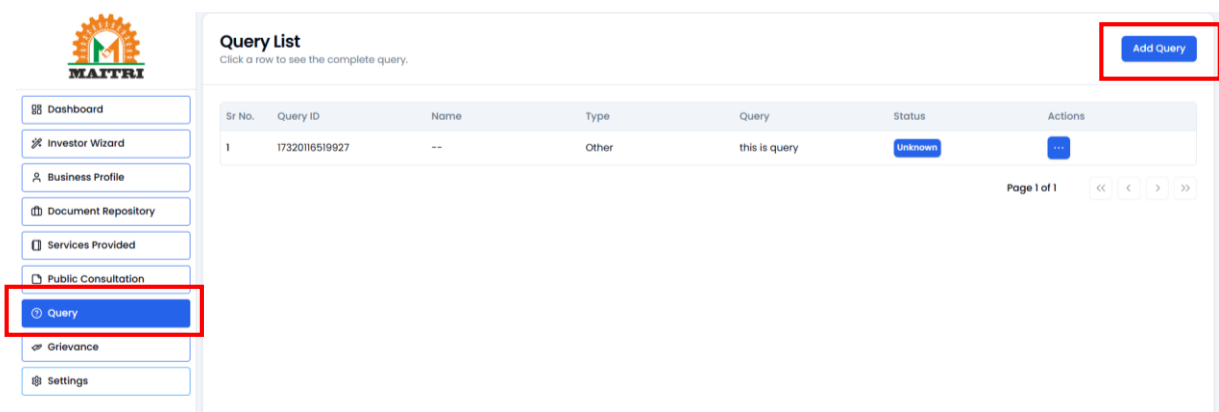 MAITRI
Dashboard
Investor Wizard
Business Profile
Document Repository
Services Provided
Public Consultation
Query
Grievance
Settings
Query List
Click a row to see the complete query.
Add Query
Sr No. Query ID Name Type Query Status Actions
1 17320116519927 -- Other this is query Unknown ...
Page 1 of 1 << < > >>